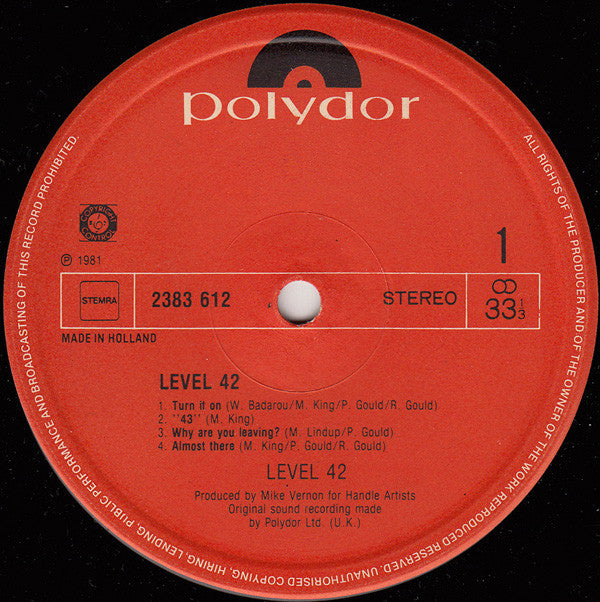 polydor
COPYRIGHT
CONTROL
℗ 1981
1
STEMRA
2383 612
STEREO
33 1/3
MADE IN HOLLAND
LEVEL 42
1. Turn it on (W. Badarou/M. King/P. Gould/R. Gould)
2. "43" (M. King)
3. Why are you leaving? (M. Lindup/P. Gould)
4. Almost there (M. King/P. Gould/R. Gould)
LEVEL 42
Produced by Mike Vernon for Handle Artists
Original sound recording made
by Polydor Ltd. (U.K.)
ALL RIGHTS OF THE PRODUCER AND OF THE OWNER OF THE WORK REPRODUCED RESERVED. UNAUTHORISED COPYING, HIRING, LENDING, PUBLIC PERFORMANCE AND BROADCASTING OF THIS RECORD PROHIBITED.